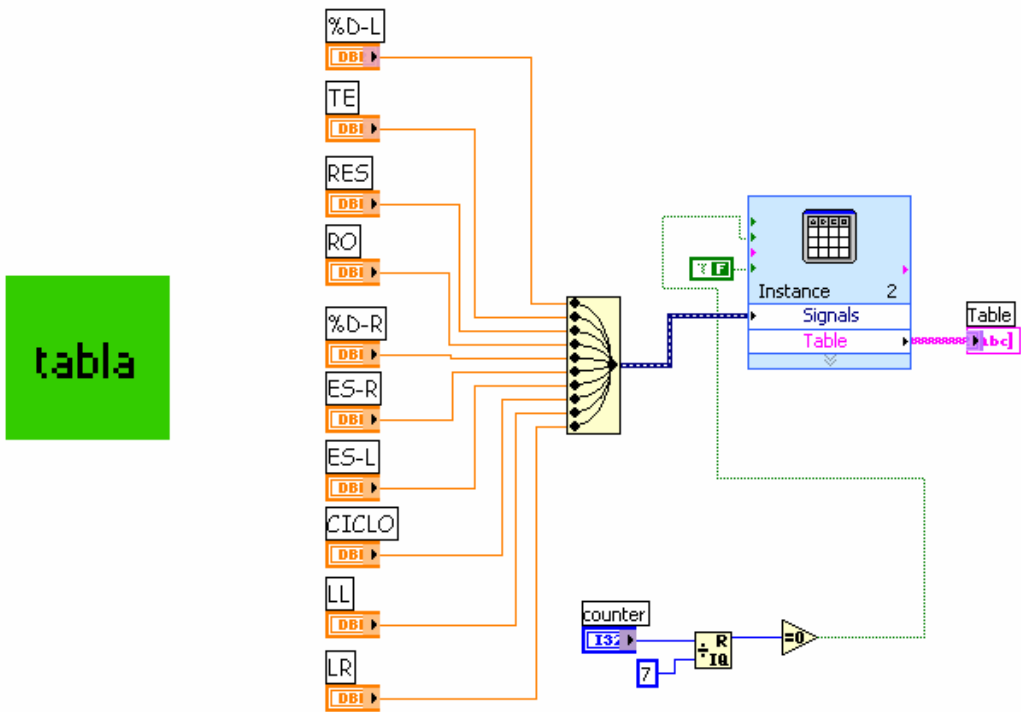 tabla
%D-L
DBl
TE
DBl
RES
DBl
RO
DBl
%D-R
DBl
ES-R
DBl
ES-L
DBl
CICLO
DBl
LL
DBl
LR
DBl
F
Instance 2
Signals
Table
Table
abc]
counter
I32
7
R
÷IQ
=0